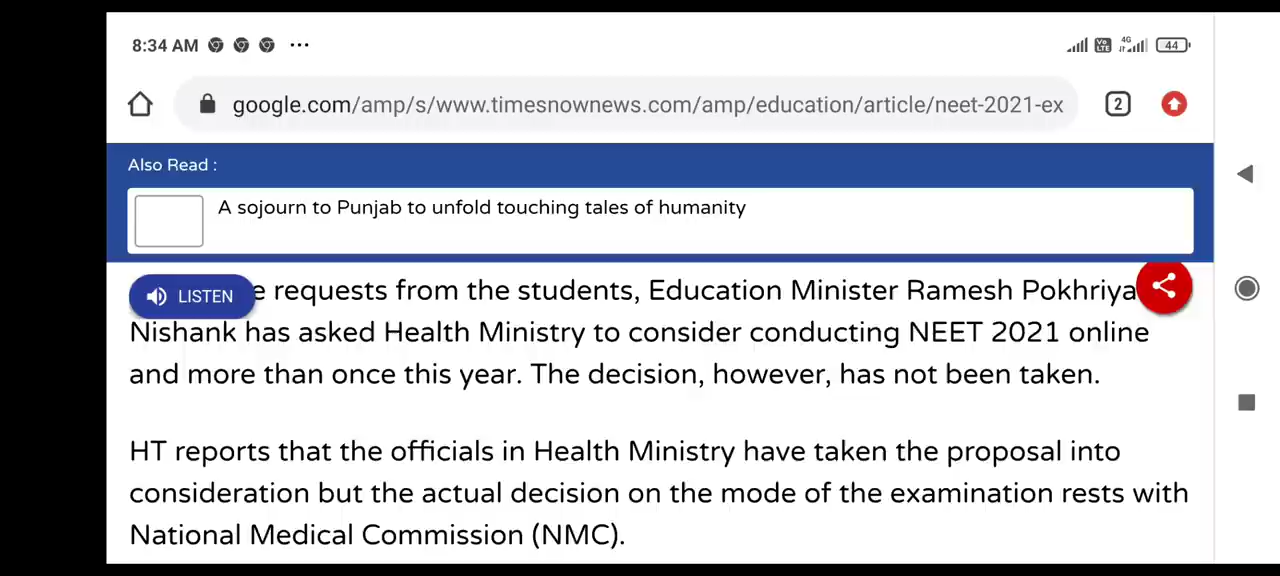 8:34 AM ... Vo LTE 4G 44
google.com/amp/s/www.timesnownews.com/amp/education/article/neet-2021-ex 2
Also Read :
A sojourn to Punjab to unfold touching tales of humanity
LISTEN e requests from the students, Education Minister Ramesh Pokhriya
Nishank has asked Health Ministry to consider conducting NEET 2021 online
and more than once this year. The decision, however, has not been taken.
HT reports that the officials in Health Ministry have taken the proposal into
consideration but the actual decision on the mode of the examination rests with
National Medical Commission (NMC).